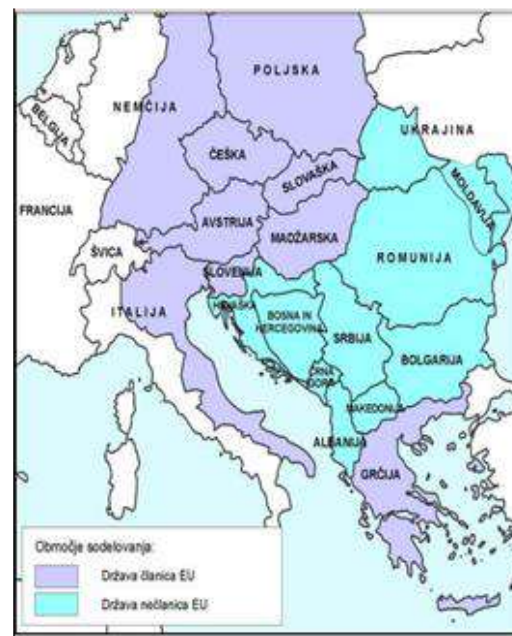 POLJSKA
NEMČIJA
BELGIJA
UKRAJINA
ČEŠKA
SLOVAŠKA
MOLDAVIJA
FRANCIJA
AVSTRIJA
MADŽARSKA
ŠVICA
ROMUNIJA
SLOVENIJA
ITALIJA
HRVAŠKA
BOSNA IN
HERCEGOVINA
SRBIJA
BOLGARIJA
ČRNA
GORA
MAKEDONIJA
ALBANIJA
GRČIJA
Območje sodelovanja:
Država članica EU
Država nečlanica EU